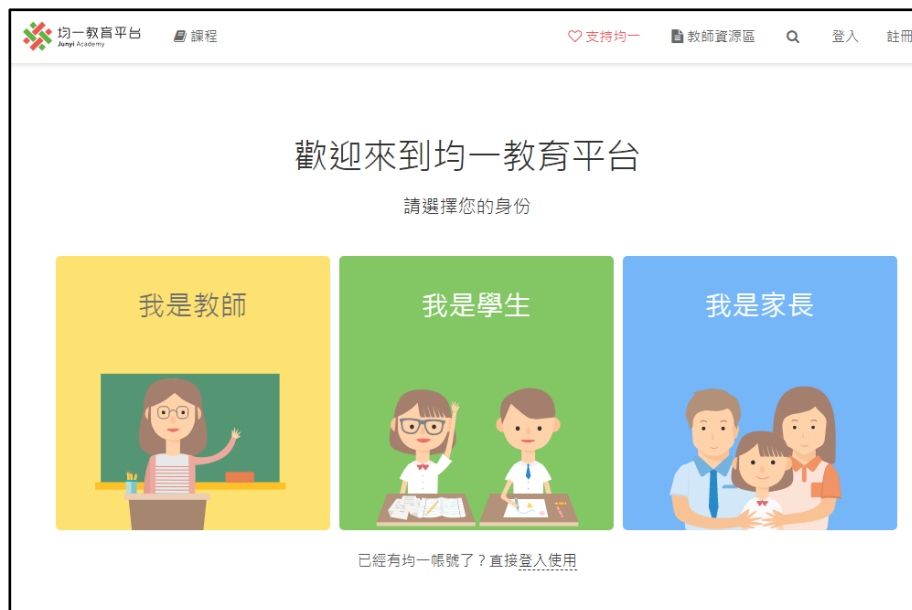 均一教育平台
Junyi Academy
課程
支持均一
教師資源區
登入
註冊
歡迎來到均一教育平台
請選擇您的身份
我是教師
我是學生
我是家長
已經有均一帳號了？直接登入使用